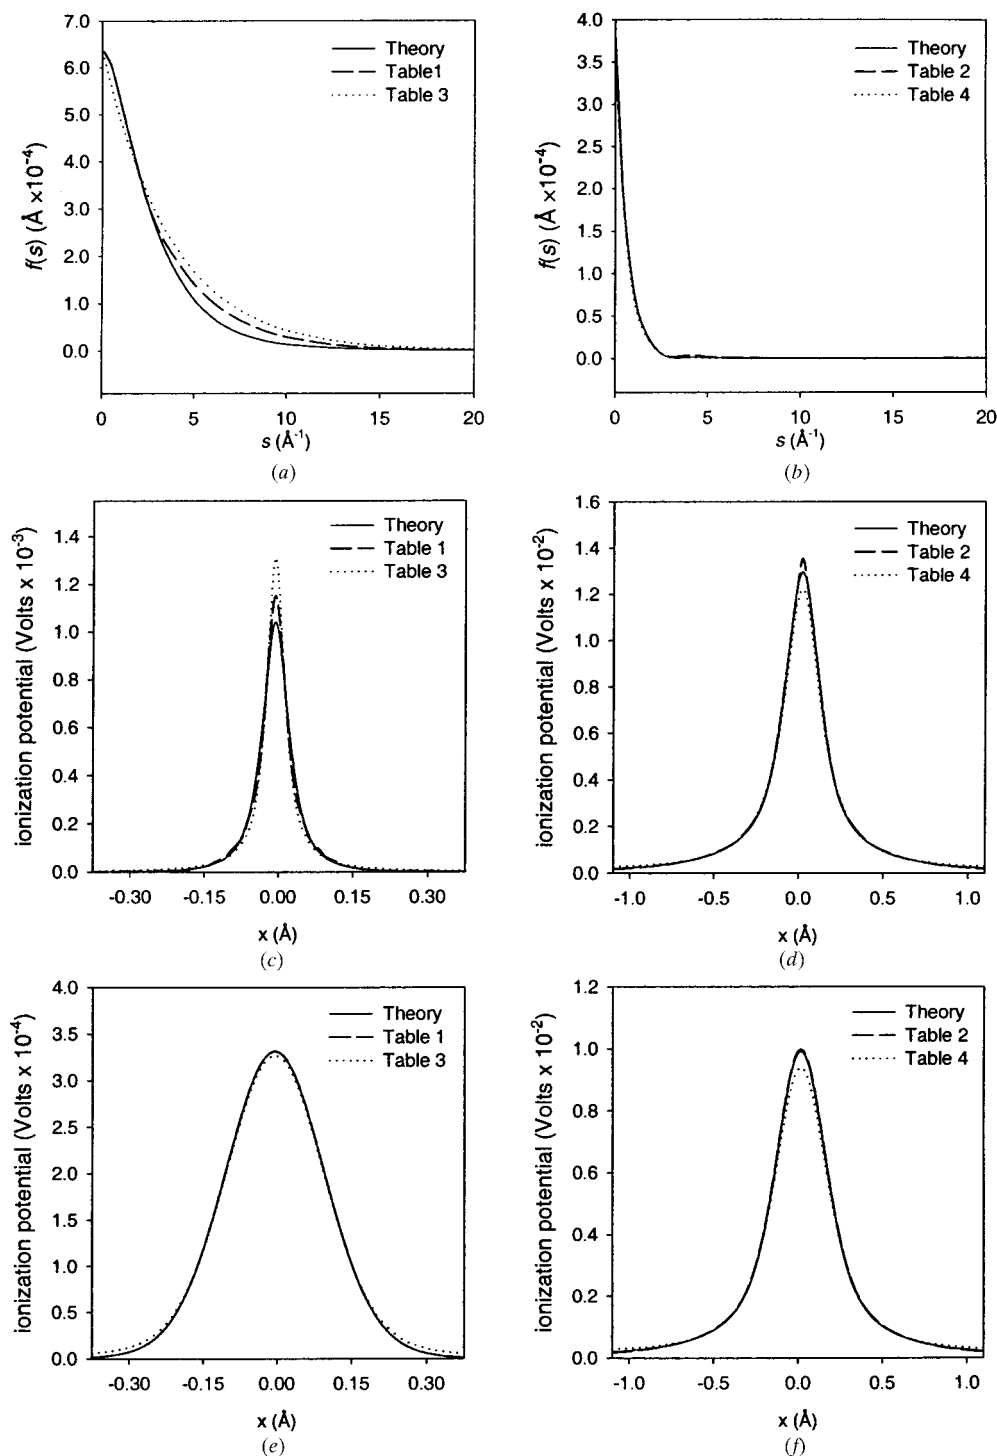 7.0
6.0
5.0
4.0
3.0
2.0
1.0
0.0
f(s) (Å ×10⁻⁴)
Theory
Table1
Table 3
0 5 10 15 20
s (Å⁻¹)
(a)
4.0
3.5
3.0
2.5
2.0
1.5
1.0
0.5
0.0
f(s) (Å ×10⁻⁴)
Theory
Table 2
Table 4
0 5 10 15 20
s (Å⁻¹)
(b)
1.4
1.2
1.0
0.8
0.6
0.4
0.2
0.0
ionization potential (Volts x 10⁻³)
Theory
Table 1
Table 3
-0.30 -0.15 0.00 0.15 0.30
x (Å)
(c)
1.6
1.4
1.2
1.0
0.8
0.6
0.4
0.2
0.0
ionization potential (Volts x 10⁻²)
Theory
Table 2
Table 4
-1.0 -0.5 0.0 0.5 1.0
x (Å)
(d)
4.0
3.5
3.0
2.5
2.0
1.5
1.0
0.5
0.0
ionization potential (Volts x 10⁻⁴)
Theory
Table 1
Table 3
-0.30 -0.15 0.00 0.15 0.30
x (Å)
(e)
1.2
1.0
0.8
0.6
0.4
0.2
0.0
ionization potential (Volts x 10⁻²)
Theory
Table 2
Table 4
-1.0 -0.5 0.0 0.5 1.0
x (Å)
(f)